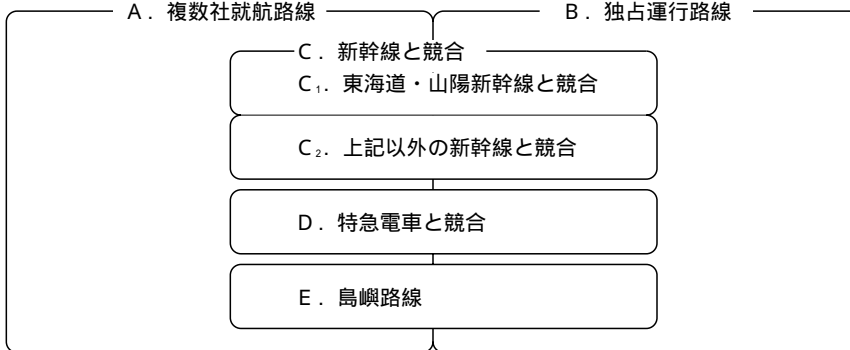 A．複数社就航路線
B．独占運行路線
C．新幹線と競合
C₁．東海道・山陽新幹線と競合
C₂．上記以外の新幹線と競合
D．特急電車と競合
E．島嶼路線